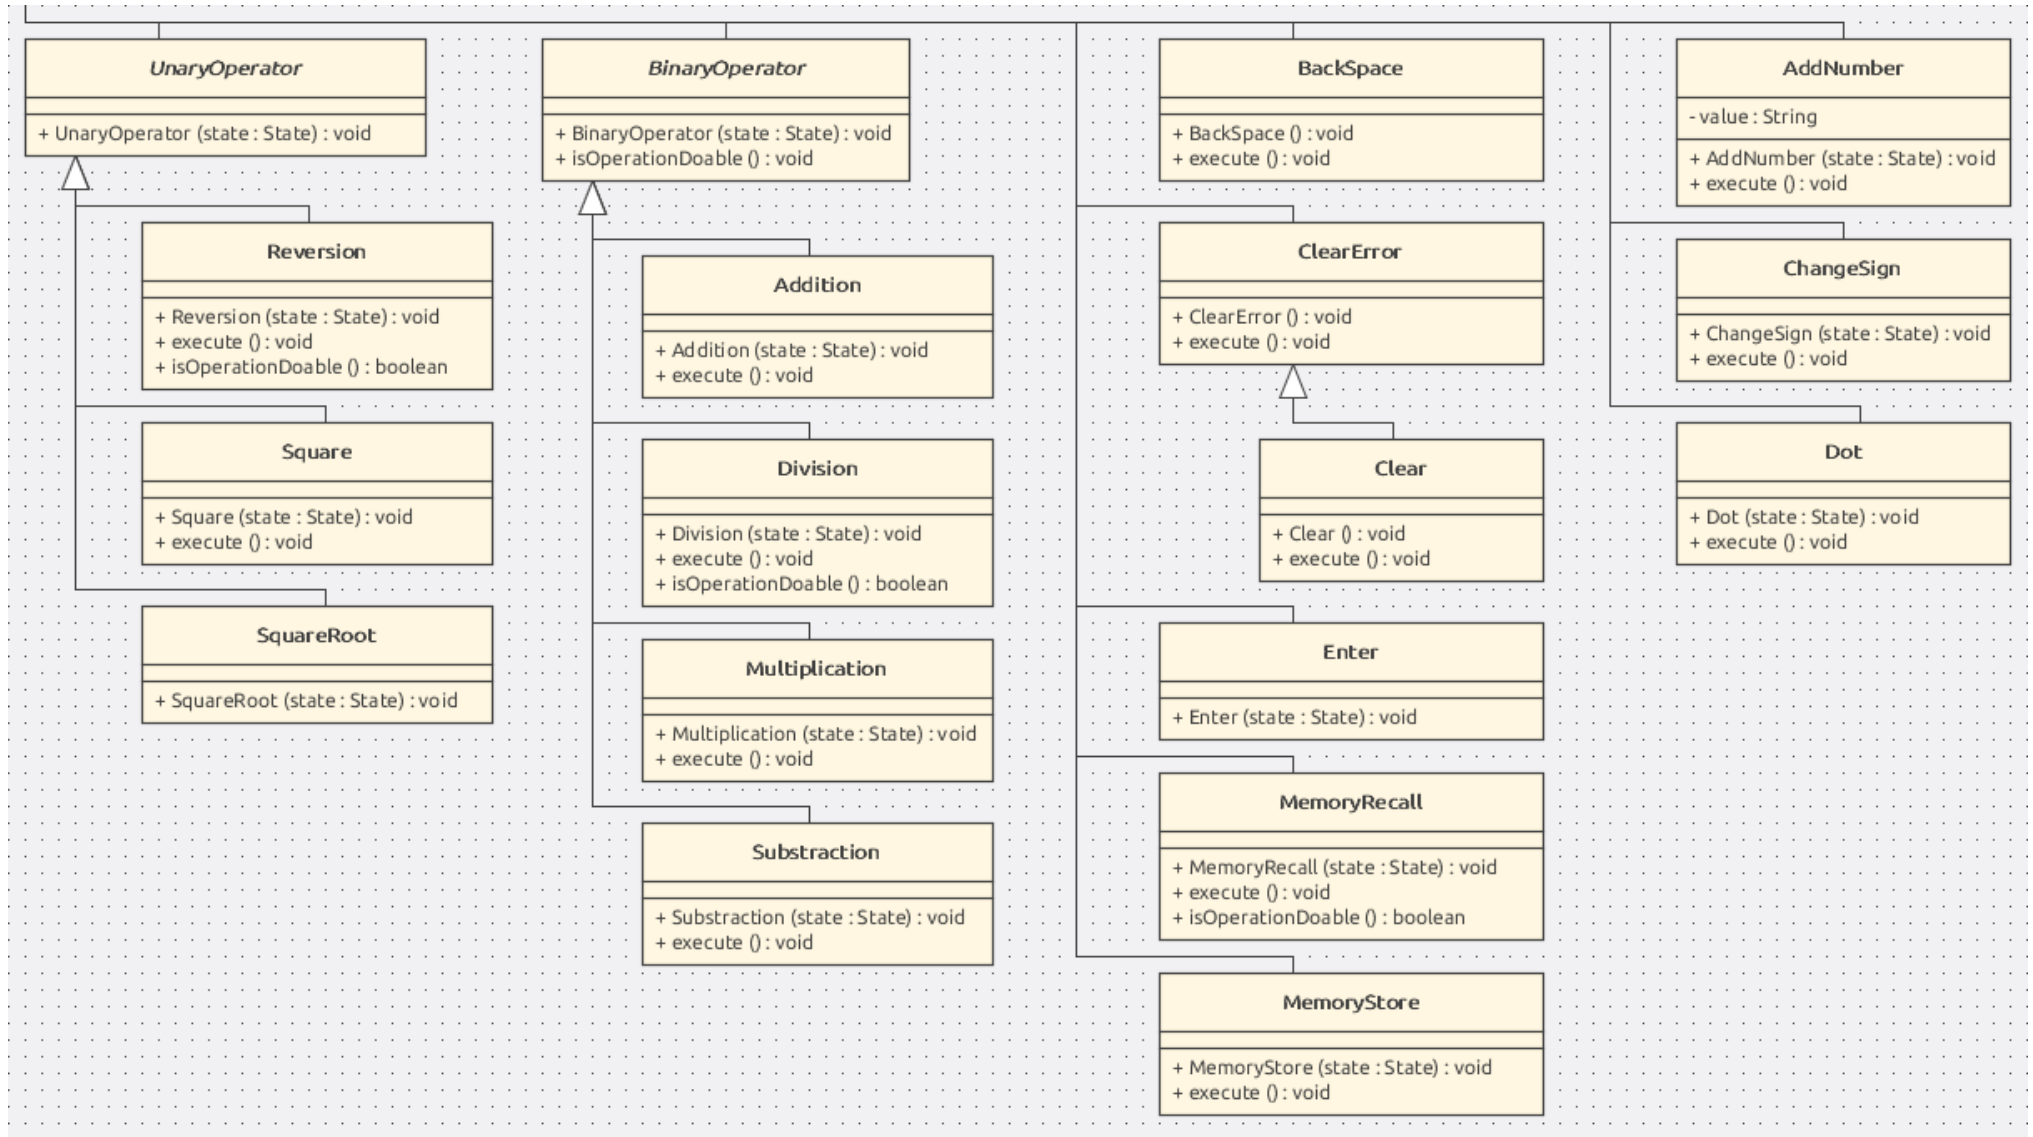 UnaryOperator
+ UnaryOperator (state : State) : void
Reversion
+ Reversion (state : State) : void
+ execute () : void
+ isOperationDoable () : boolean
Square
+ Square (state : State) : void
+ execute () : void
SquareRoot
+ SquareRoot (state : State) : void
BinaryOperator
+ BinaryOperator (state : State) : void
+ isOperationDoable () : void
Addition
+ Addition (state : State) : void
+ execute () : void
Division
+ Division (state : State) : void
+ execute () : void
+ isOperationDoable () : boolean
Multiplication
+ Multiplication (state : State) : void
+ execute () : void
Substraction
+ Substraction (state : State) : void
+ execute () : void
BackSpace
+ BackSpace () : void
+ execute () : void
ClearError
+ ClearError () : void
+ execute () : void
Clear
+ Clear () : void
+ execute () : void
Enter
+ Enter (state : State) : void
MemoryRecall
+ MemoryRecall (state : State) : void
+ execute () : void
+ isOperationDoable () : boolean
MemoryStore
+ MemoryStore (state : State) : void
+ execute () : void
AddNumber
- value : String
+ AddNumber (state : State) : void
+ execute () : void
ChangeSign
+ ChangeSign (state : State) : void
+ execute () : void
Dot
+ Dot (state : State) : void
+ execute () : void